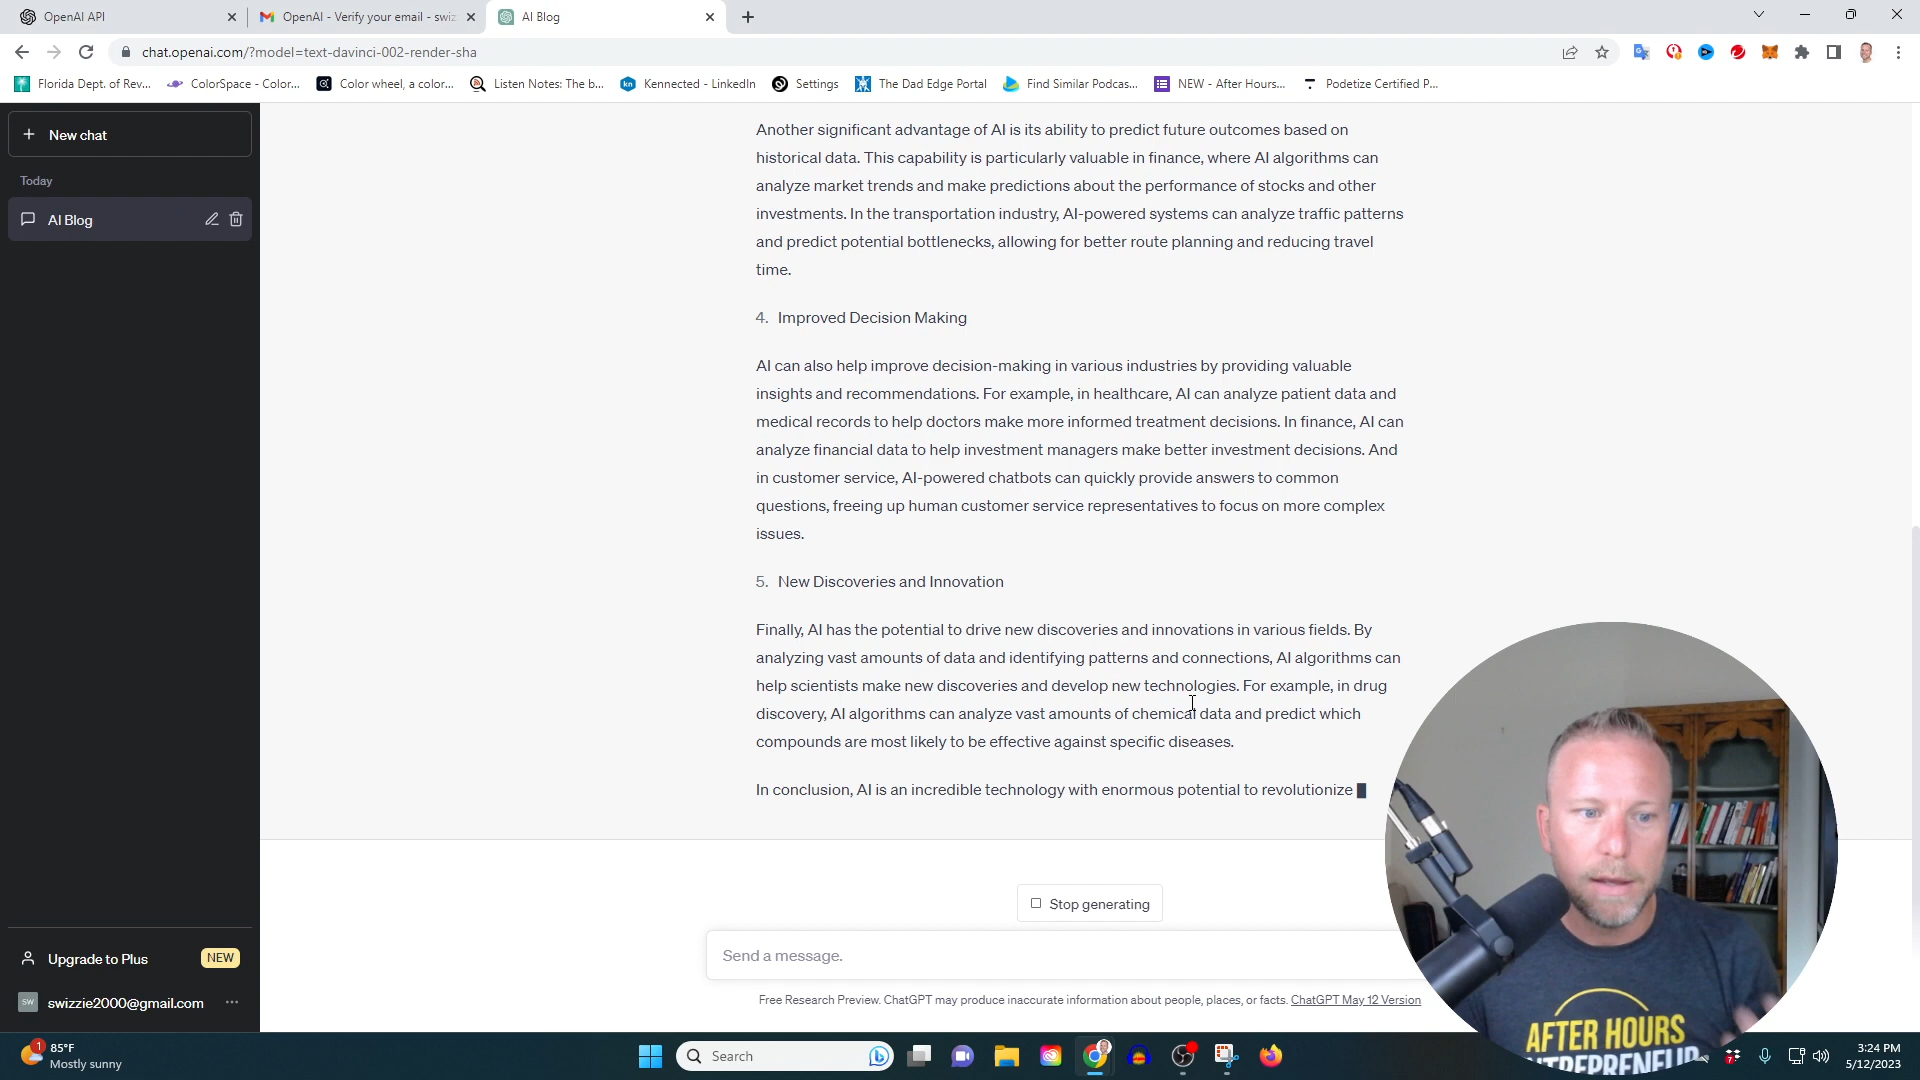 OpenAI API
OpenAI - Verify your email - swiz
AI Blog
chat.openai.com/?model=text-davinci-002-render-sha
Florida Dept. of Rev...
ColorSpace - Color...
Color wheel, a color...
Listen Notes: The b...
kn
Kennected - LinkedIn
Settings
The Dad Edge Portal
Find Similar Podcas...
NEW - After Hours...
Podetize Certified P...
+ New chat
Today
AI Blog
Another significant advantage of AI is its ability to predict future outcomes based on
historical data. This capability is particularly valuable in finance, where AI algorithms can
analyze market trends and make predictions about the performance of stocks and other
investments. In the transportation industry, AI-powered systems can analyze traffic patterns
and predict potential bottlenecks, allowing for better route planning and reducing travel
time.
4. Improved Decision Making
AI can also help improve decision-making in various industries by providing valuable
insights and recommendations. For example, in healthcare, AI can analyze patient data and
medical records to help doctors make more informed treatment decisions. In finance, AI can
analyze financial data to help investment managers make better investment decisions. And
in customer service, AI-powered chatbots can quickly provide answers to common
questions, freeing up human customer service representatives to focus on more complex
issues.
5. New Discoveries and Innovation
Finally, AI has the potential to drive new discoveries and innovations in various fields. By
analyzing vast amounts of data and identifying patterns and connections, AI algorithms can
help scientists make new discoveries and develop new technologies. For example, in drug
discovery, AI algorithms can analyze vast amounts of chemical data and predict which
compounds are most likely to be effective against specific diseases.
In conclusion, AI is an incredible technology with enormous potential to revolutionize
Stop generating
Send a message.
Free Research Preview. ChatGPT may produce inaccurate information about people, places, or facts. ChatGPT May 12 Version
Upgrade to Plus
NEW
SW
swizzie2000@gmail.com
AFTER HOURS
NTREPRENEUR
1
85°F
Mostly sunny
Search
7
3:24 PM
5/12/2023